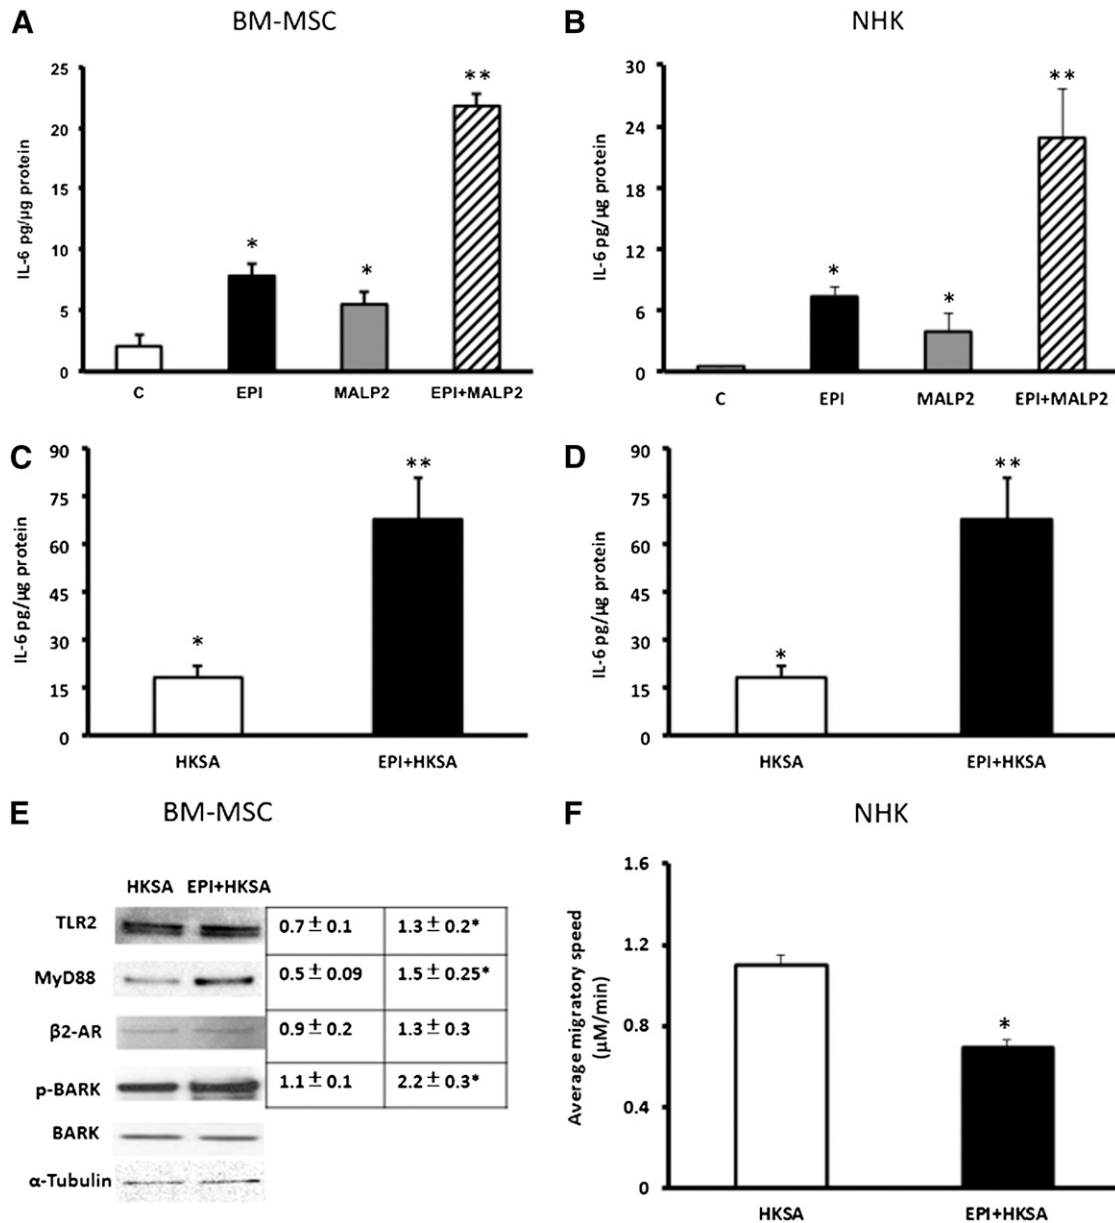 A
BM-MSC
IL-6 pg/µg protein
25
20
15
10
5
0
*
*
**
C
EPI
MALP2
EPI+MALP2
B
NHK
IL-6 pg/µg protein
30
24
18
12
6
0
*
*
**
C
EPI
MALP2
EPI+MALP2
C
IL-6 pg/µg protein
90
75
60
45
30
15
0
*
**
HKSA
EPI+HKSA
D
IL-6 pg/µg protein
90
75
60
45
30
15
0
*
**
HKSA
EPI+HKSA
E
BM-MSC
HKSA EPI+HKSA
TLR2 0.7 ± 0.1 1.3 ± 0.2*
MyD88 0.5 ± 0.09 1.5 ± 0.25*
β2-AR 0.9 ± 0.2 1.3 ± 0.3
p-BARK 1.1 ± 0.1 2.2 ± 0.3*
BARK
α-Tubulin
F
NHK
Average migratory speed
(µM/min)
1.6
1.2
0.8
0.4
0
*
HKSA
EPI+HKSA